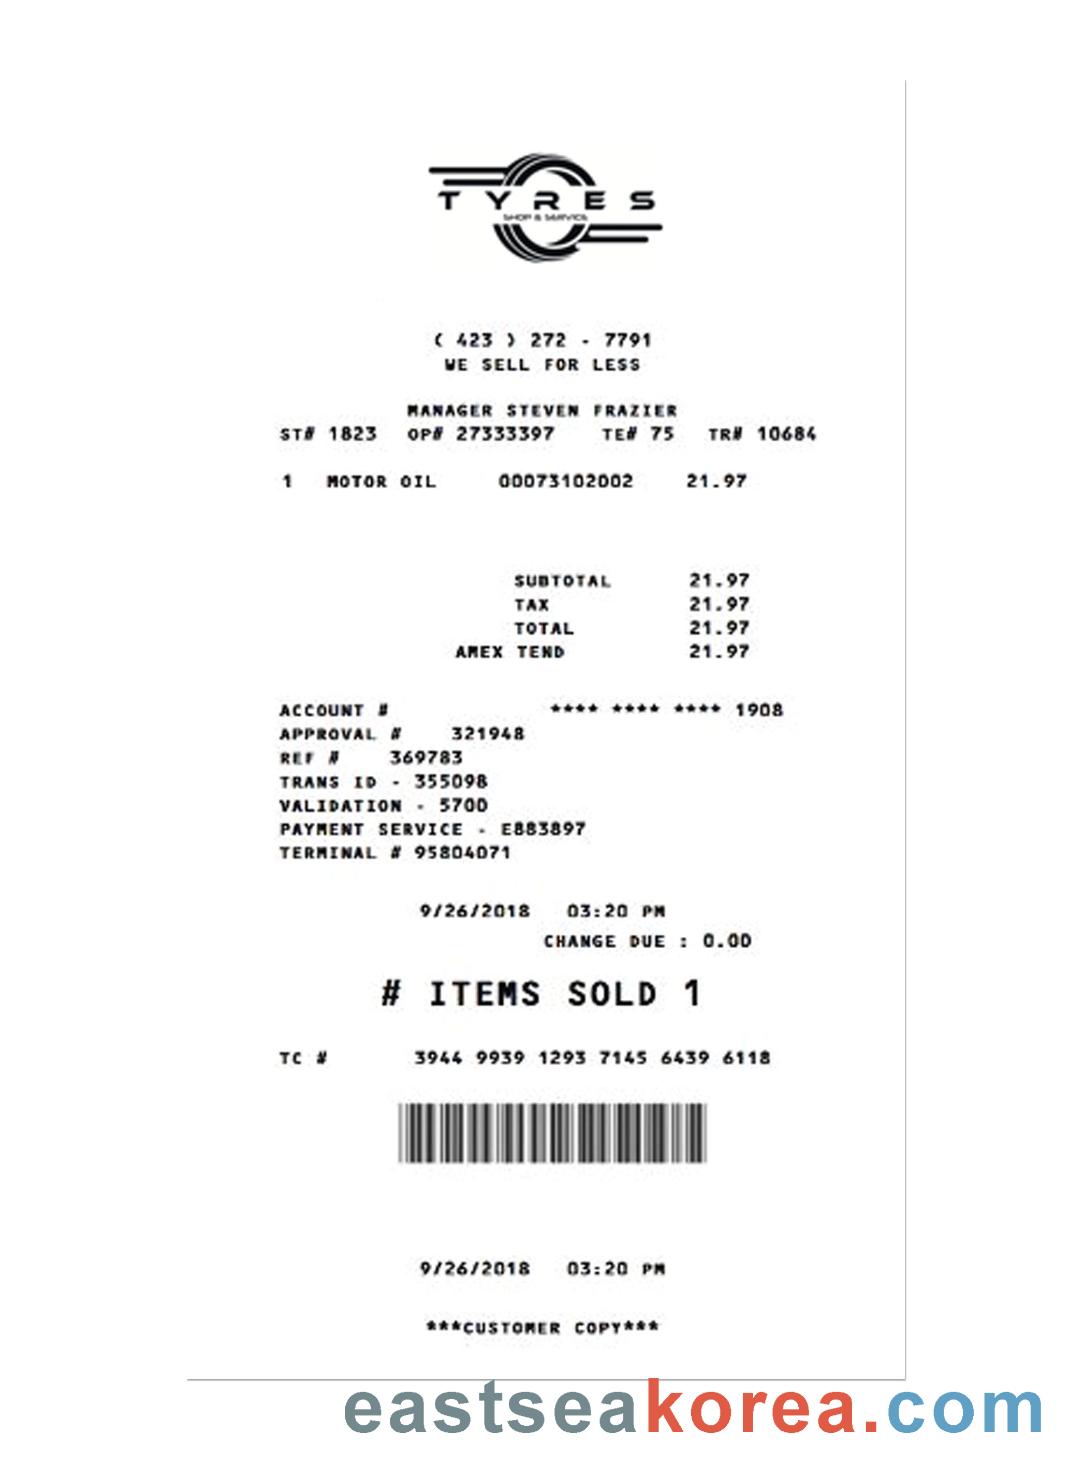 TYRES
SHOP & SERVICE
( 423 ) 272 - 7791
WE SELL FOR LESS
MANAGER STEVEN FRAZIER
ST# 1823 OP# 27333397 TE# 75 TR# 10684
1 MOTOR OIL 00073102002 21.97
SUBTOTAL 21.97
TAX 21.97
TOTAL 21.97
AMEX TEND 21.97
ACCOUNT # **** **** **** 1908
APPROVAL # 321948
REF # 369783
TRANS ID - 355098
VALIDATION - 5700
PAYMENT SERVICE - E883897
TERMINAL # 95804071
9/26/2018 03:20 PM
CHANGE DUE : 0.00
# ITEMS SOLD 1
TC # 3944 9939 1293 7145 6439 6118
9/26/2018 03:20 PM
***CUSTOMER COPY***
eastseakorea.com